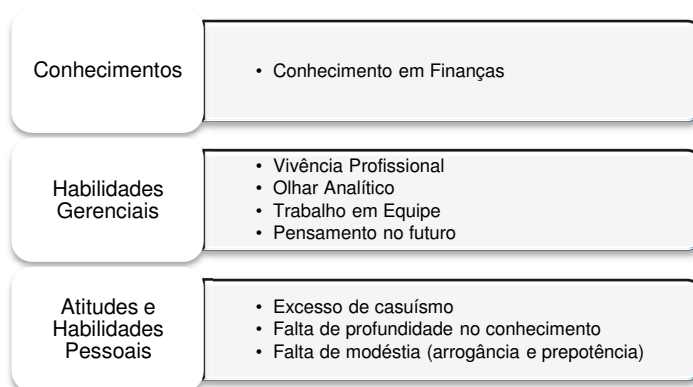 Conhecimentos
• Conhecimento em Finanças
Habilidades
Gerenciais
• Vivência Profissional
• Olhar Analítico
• Trabalho em Equipe
• Pensamento no futuro
Atitudes e
Habilidades
Pessoais
• Excesso de casuísmo
• Falta de profundidade no conhecimento
• Falta de modéstia (arrogância e prepotência)